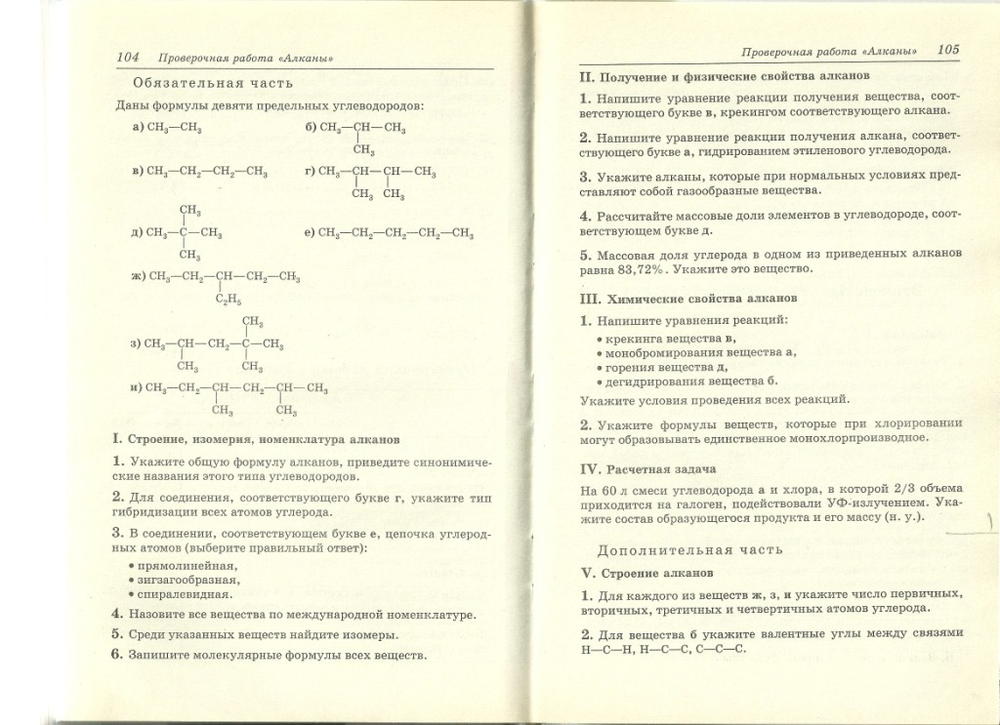 104 Проверочная работа «Алканы»
Обязательная часть
Даны формулы девяти предельных углеводородов:
а) CH₃—CH₃
б) CH₃—CH—CH₃
CH₃
в) CH₃—CH₂—CH₂—CH₃
г) CH₃—CH—CH—CH₃
CH₃ CH₃
CH₃
д) CH₃—C—CH₃
CH₃
е) CH₃—CH₂—CH₂—CH₂—CH₃
ж) CH₃—CH₂—CH—CH₂—CH₃
C₂H₅
CH₃
з) CH₃—CH—CH₂—C—CH₃
CH₃ CH₃
и) CH₃—CH₂—CH—CH₂—CH—CH₃
CH₃ CH₃
I. Строение, изомерия, номенклатура алканов
1. Укажите общую формулу алканов, приведите синонимиче-
ские названия этого типа углеводородов.
2. Для соединения, соответствующего букве г, укажите тип
гибридизации всех атомов углерода.
3. В соединении, соответствующем букве е, цепочка углерод-
ных атомов (выберите правильный ответ):
• прямолинейная,
• зигзагообразная,
• спиралевидная.
4. Назовите все вещества по международной номенклатуре.
5. Среди указанных веществ найдите изомеры.
6. Запишите молекулярные формулы всех веществ.
Проверочная работа «Алканы» 105
II. Получение и физические свойства алканов
1. Напишите уравнение реакции получения вещества, соот-
ветствующего букве в, крекингом соответствующего алкана.
2. Напишите уравнение реакции получения алкана, соответ-
ствующего букве а, гидрированием этиленового углеводорода.
3. Укажите алканы, которые при нормальных условиях пред-
ставляют собой газообразные вещества.
4. Рассчитайте массовые доли элементов в углеводороде, соот-
ветствующем букве д.
5. Массовая доля углерода в одном из приведенных алканов
равна 83,72%. Укажите это вещество.
III. Химические свойства алканов
1. Напишите уравнения реакций:
• крекинга вещества в,
• монобромирования вещества а,
• горения вещества д,
• дегидрирования вещества б.
Укажите условия проведения всех реакций.
2. Укажите формулы веществ, которые при хлорировании
могут образовывать единственное монохлорпроизводное.
IV. Расчетная задача
На 60 л смеси углеводорода а и хлора, в которой 2/3 объема
приходится на галоген, подействовали УФ-излучением. Ука-
жите состав образующегося продукта и его массу (н. у.).
Дополнительная часть
V. Строение алканов
1. Для каждого из веществ ж, з, и укажите число первичных,
вторичных, третичных и четвертичных атомов углерода.
2. Для вещества б укажите валентные углы между связями
H—C—H, H—C—C, C—C—C.